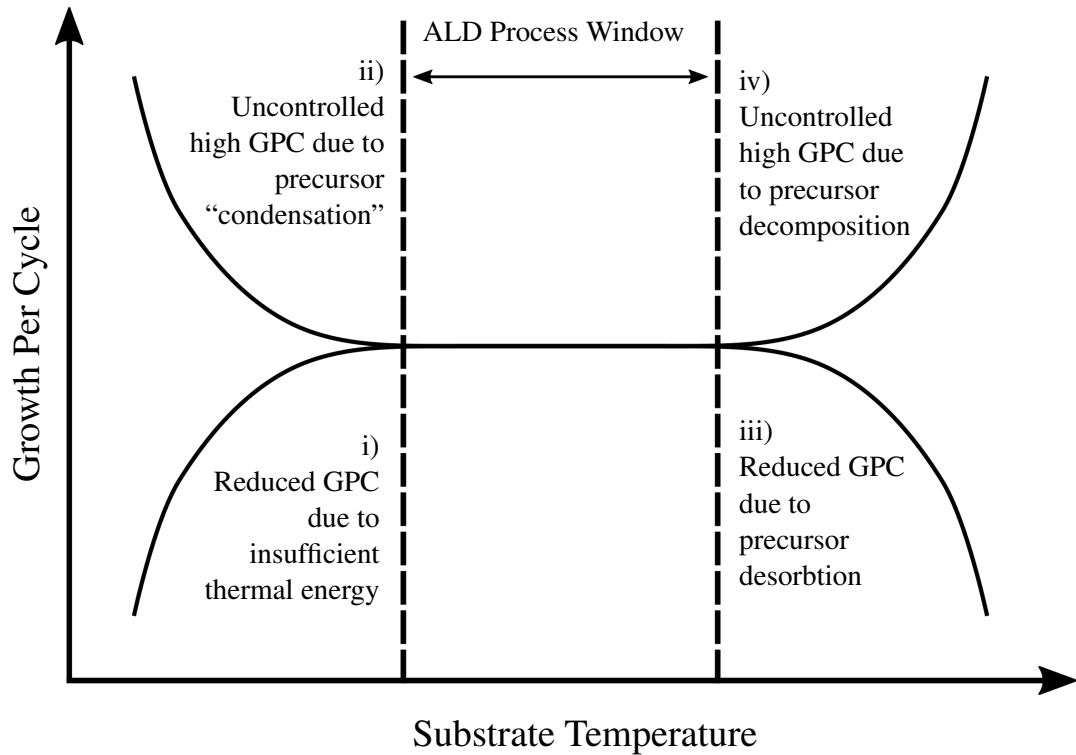 ALD Process Window
ii)
Uncontrolled
high GPC due to
precursor
“condensation”
iv)
Uncontrolled
high GPC due
to precursor
decomposition
Growth Per Cycle
i)
Reduced GPC
due to
insufficient
thermal energy
iii)
Reduced GPC
due to
precursor
desorbtion
Substrate Temperature